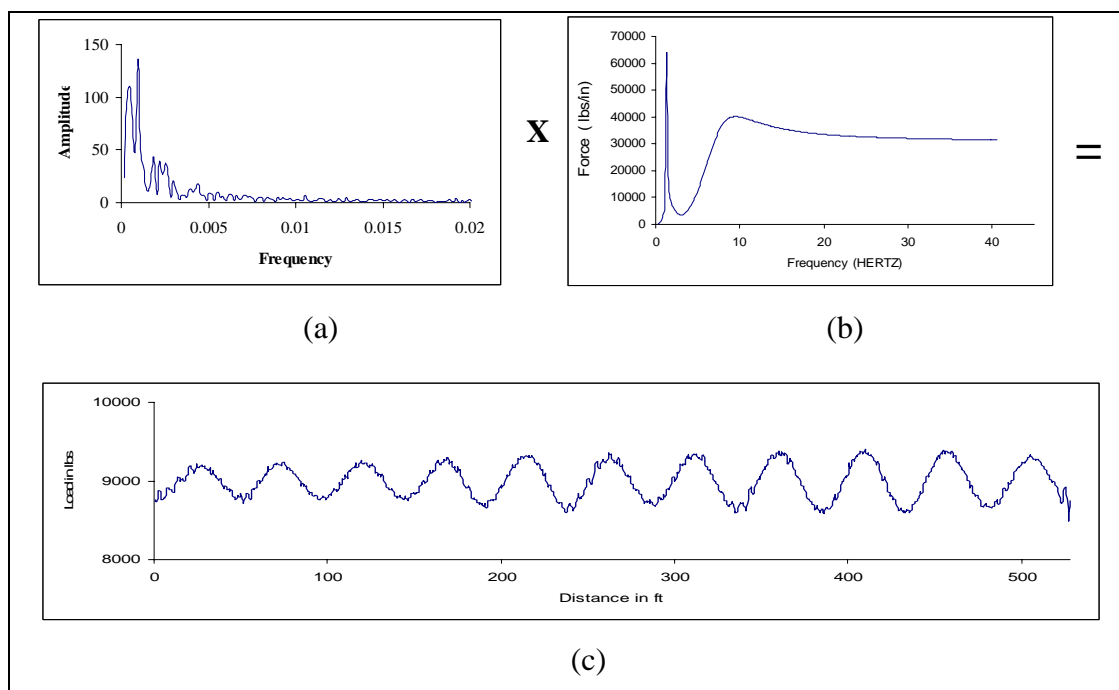 150
100
50
0
Amplitude
0 0.005 0.01 0.015 0.02
Frequency
(a)
X
70000
60000
50000
40000
30000
20000
10000
0
Force ( lbs/in)
0 10 20 30 40
Frequency (HERTZ)
(b)
=
10000
9000
8000
Load in lbs
0 100 200 300 400 500
Distance in ft
(c)